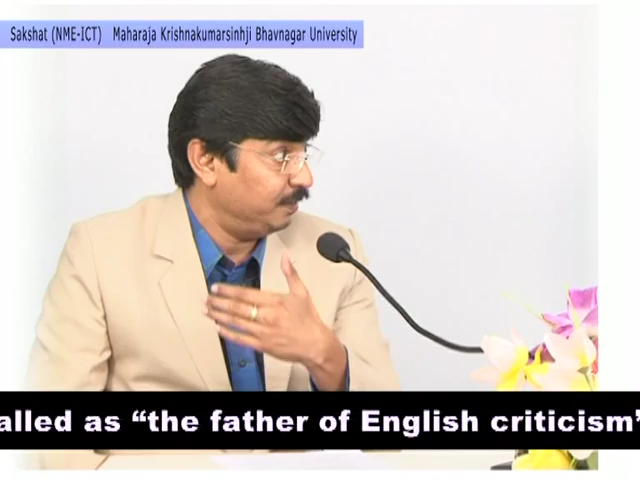 Sakshat (NME-ICT) Maharaja Krishnakumarsinhji Bhavnagar University
alled as “the father of English criticism”